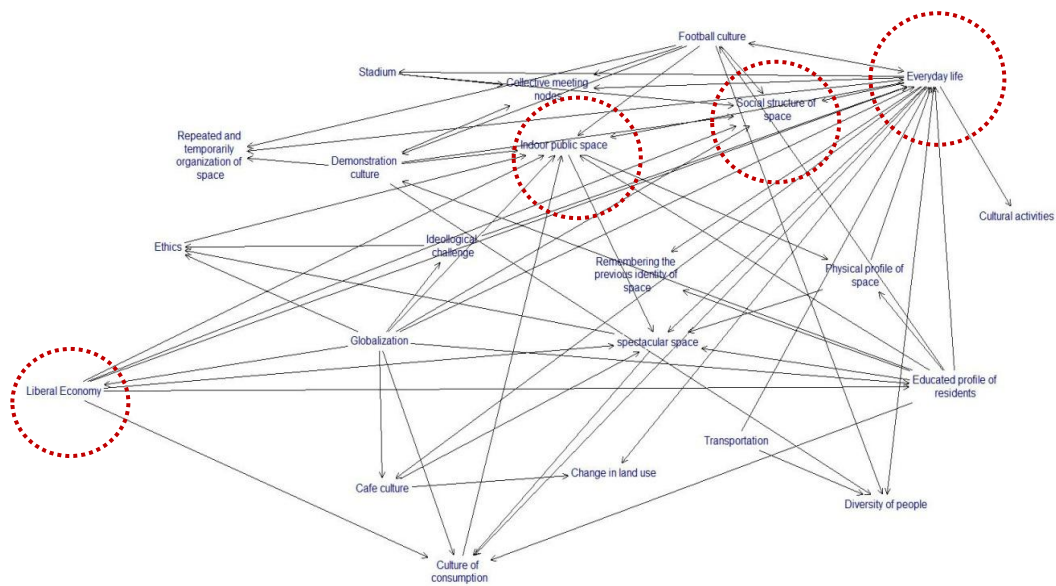 Football culture
Stadium
Everyday life
Collective meeting
nodes
Social structure of
space
Repeated and
temporarily
organization of
space
Demonstration
culture
Indoor public space
Cultural activities
Ethics
Ideological
challenge
Remembering the
previous identity of
space
Physical profile of
space
Globalization
spectacular space
Liberal Economy
Educated profile of
residents
Transportation
Cafe culture
Change in land use
Diversity of people
Culture of
consumption